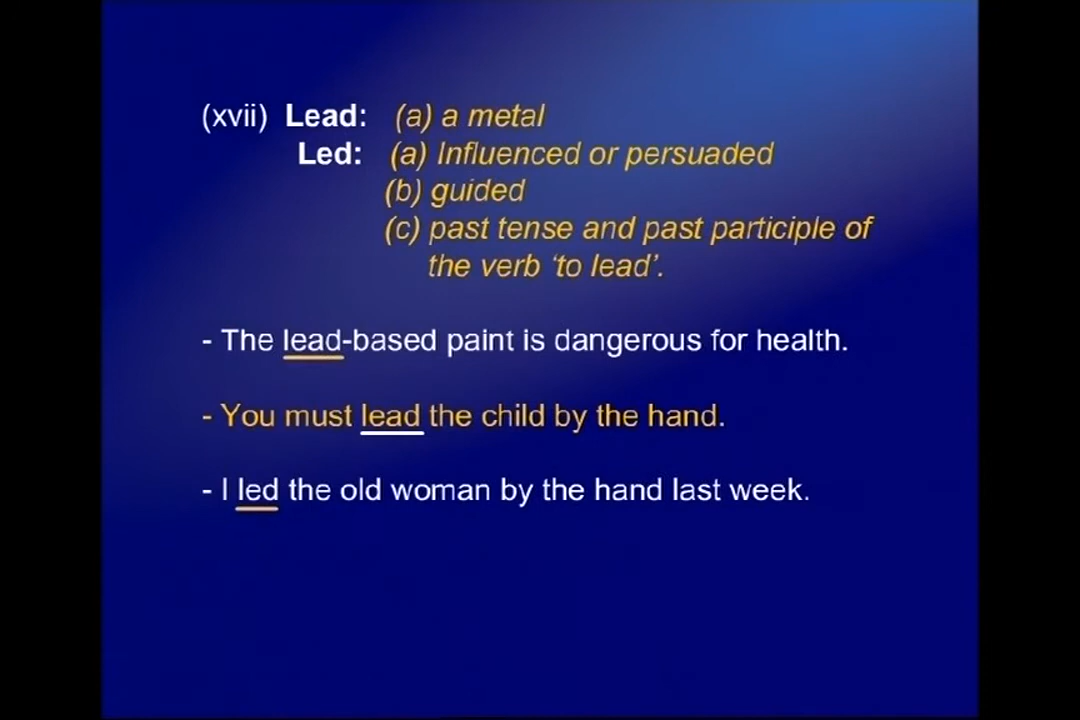 (xvii) Lead: (a) a metal
Led: (a) Influenced or persuaded
(b) guided
(c) past tense and past participle of
the verb ‘to lead’.
- The lead-based paint is dangerous for health.
- You must lead the child by the hand.
- I led the old woman by the hand last week.